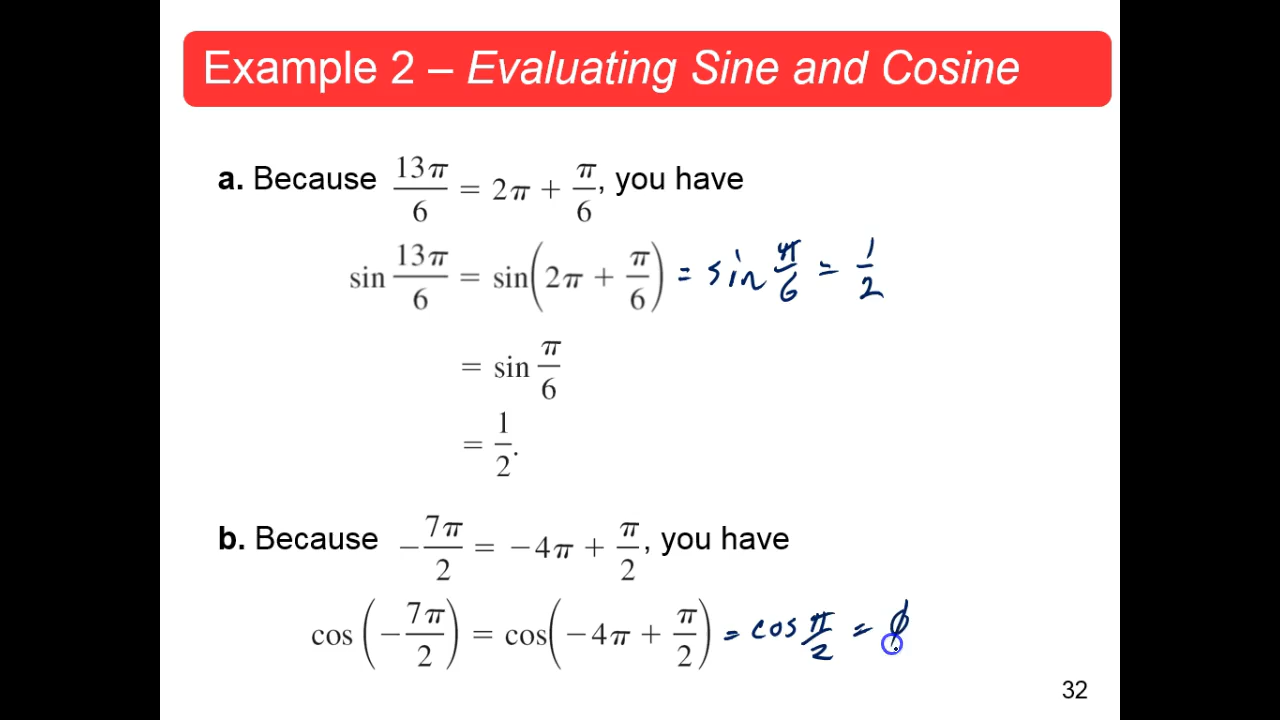 Example 2 – Evaluating Sine and Cosine
a. Because 13π/6 = 2π + π/6, you have
sin 13π/6 = sin(2π + π/6) = sin π/6 = 1/2
= sin π/6
= 1/2.
b. Because −7π/2 = −4π + π/2, you have
cos(−7π/2) = cos(−4π + π/2) = cos π/2 = 0
32